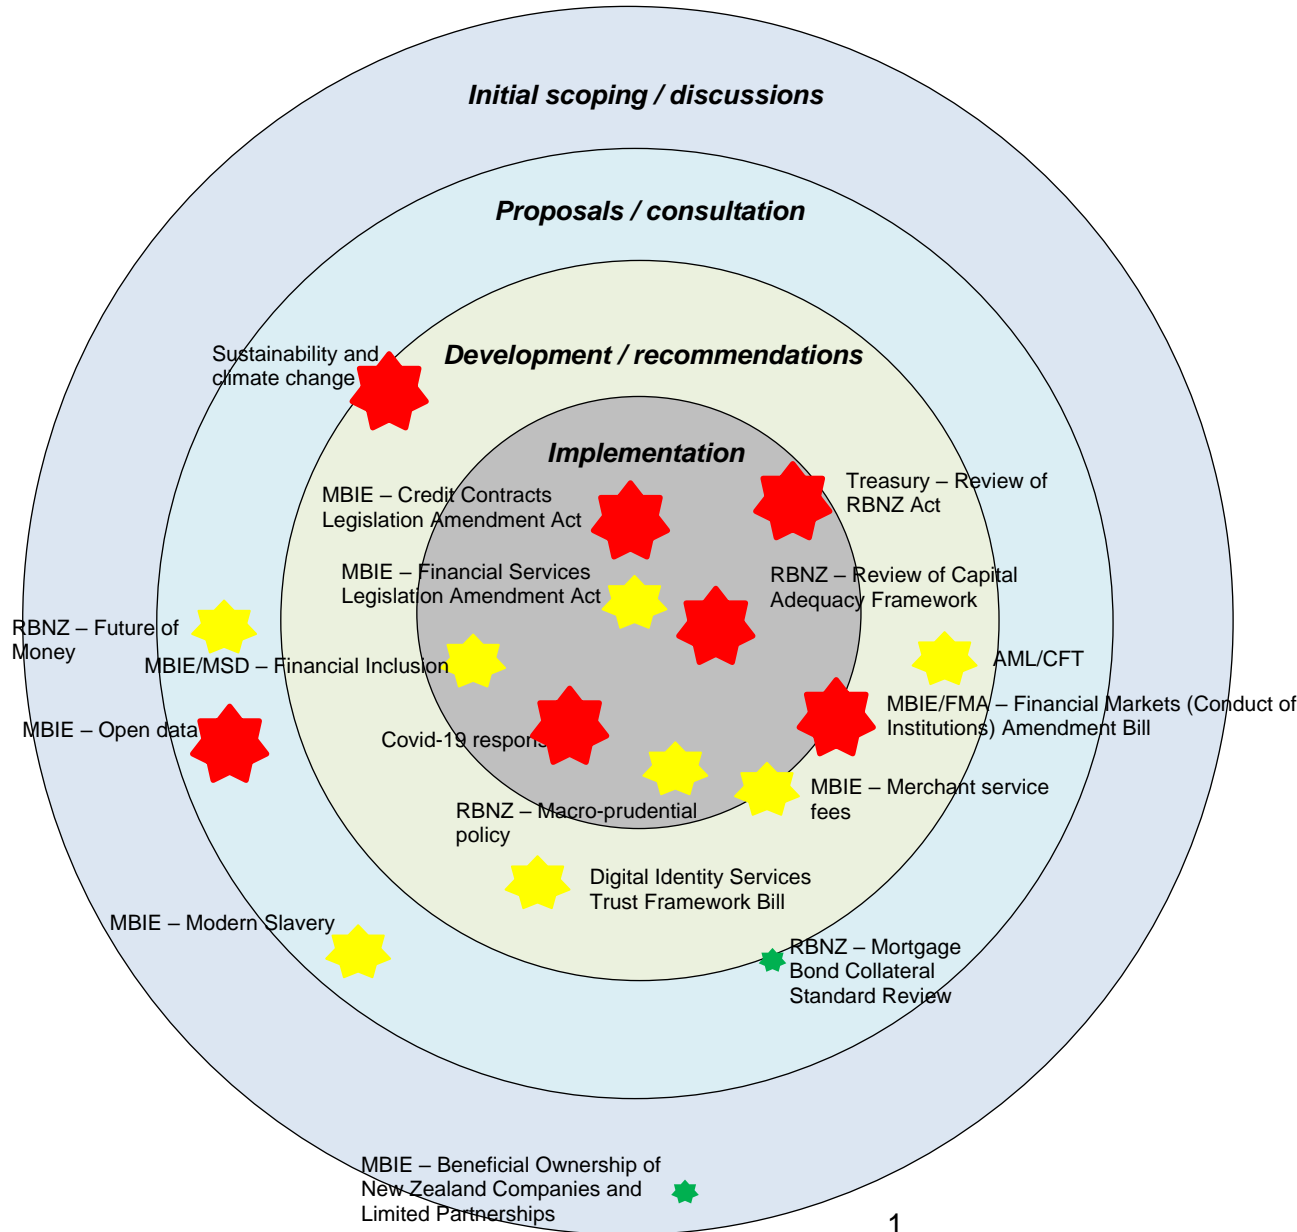 Initial scoping / discussions
Proposals / consultation
Development / recommendations
Sustainability and
climate change
Implementation
MBIE – Credit Contracts
Legislation Amendment Act
Treasury – Review of
RBNZ Act
MBIE – Financial Services
Legislation Amendment Act
RBNZ – Review of Capital
Adequacy Framework
RBNZ – Future of
Money
MBIE/MSD – Financial Inclusion
AML/CFT
MBIE/FMA – Financial Markets (Conduct of
Institutions) Amendment Bill
MBIE – Open data
Covid-19 respons
MBIE – Merchant service
fees
RBNZ – Macro-prudential
policy
Digital Identity Services
Trust Framework Bill
MBIE – Modern Slavery
RBNZ – Mortgage
Bond Collateral
Standard Review
MBIE – Beneficial Ownership of
New Zealand Companies and
Limited Partnerships
1